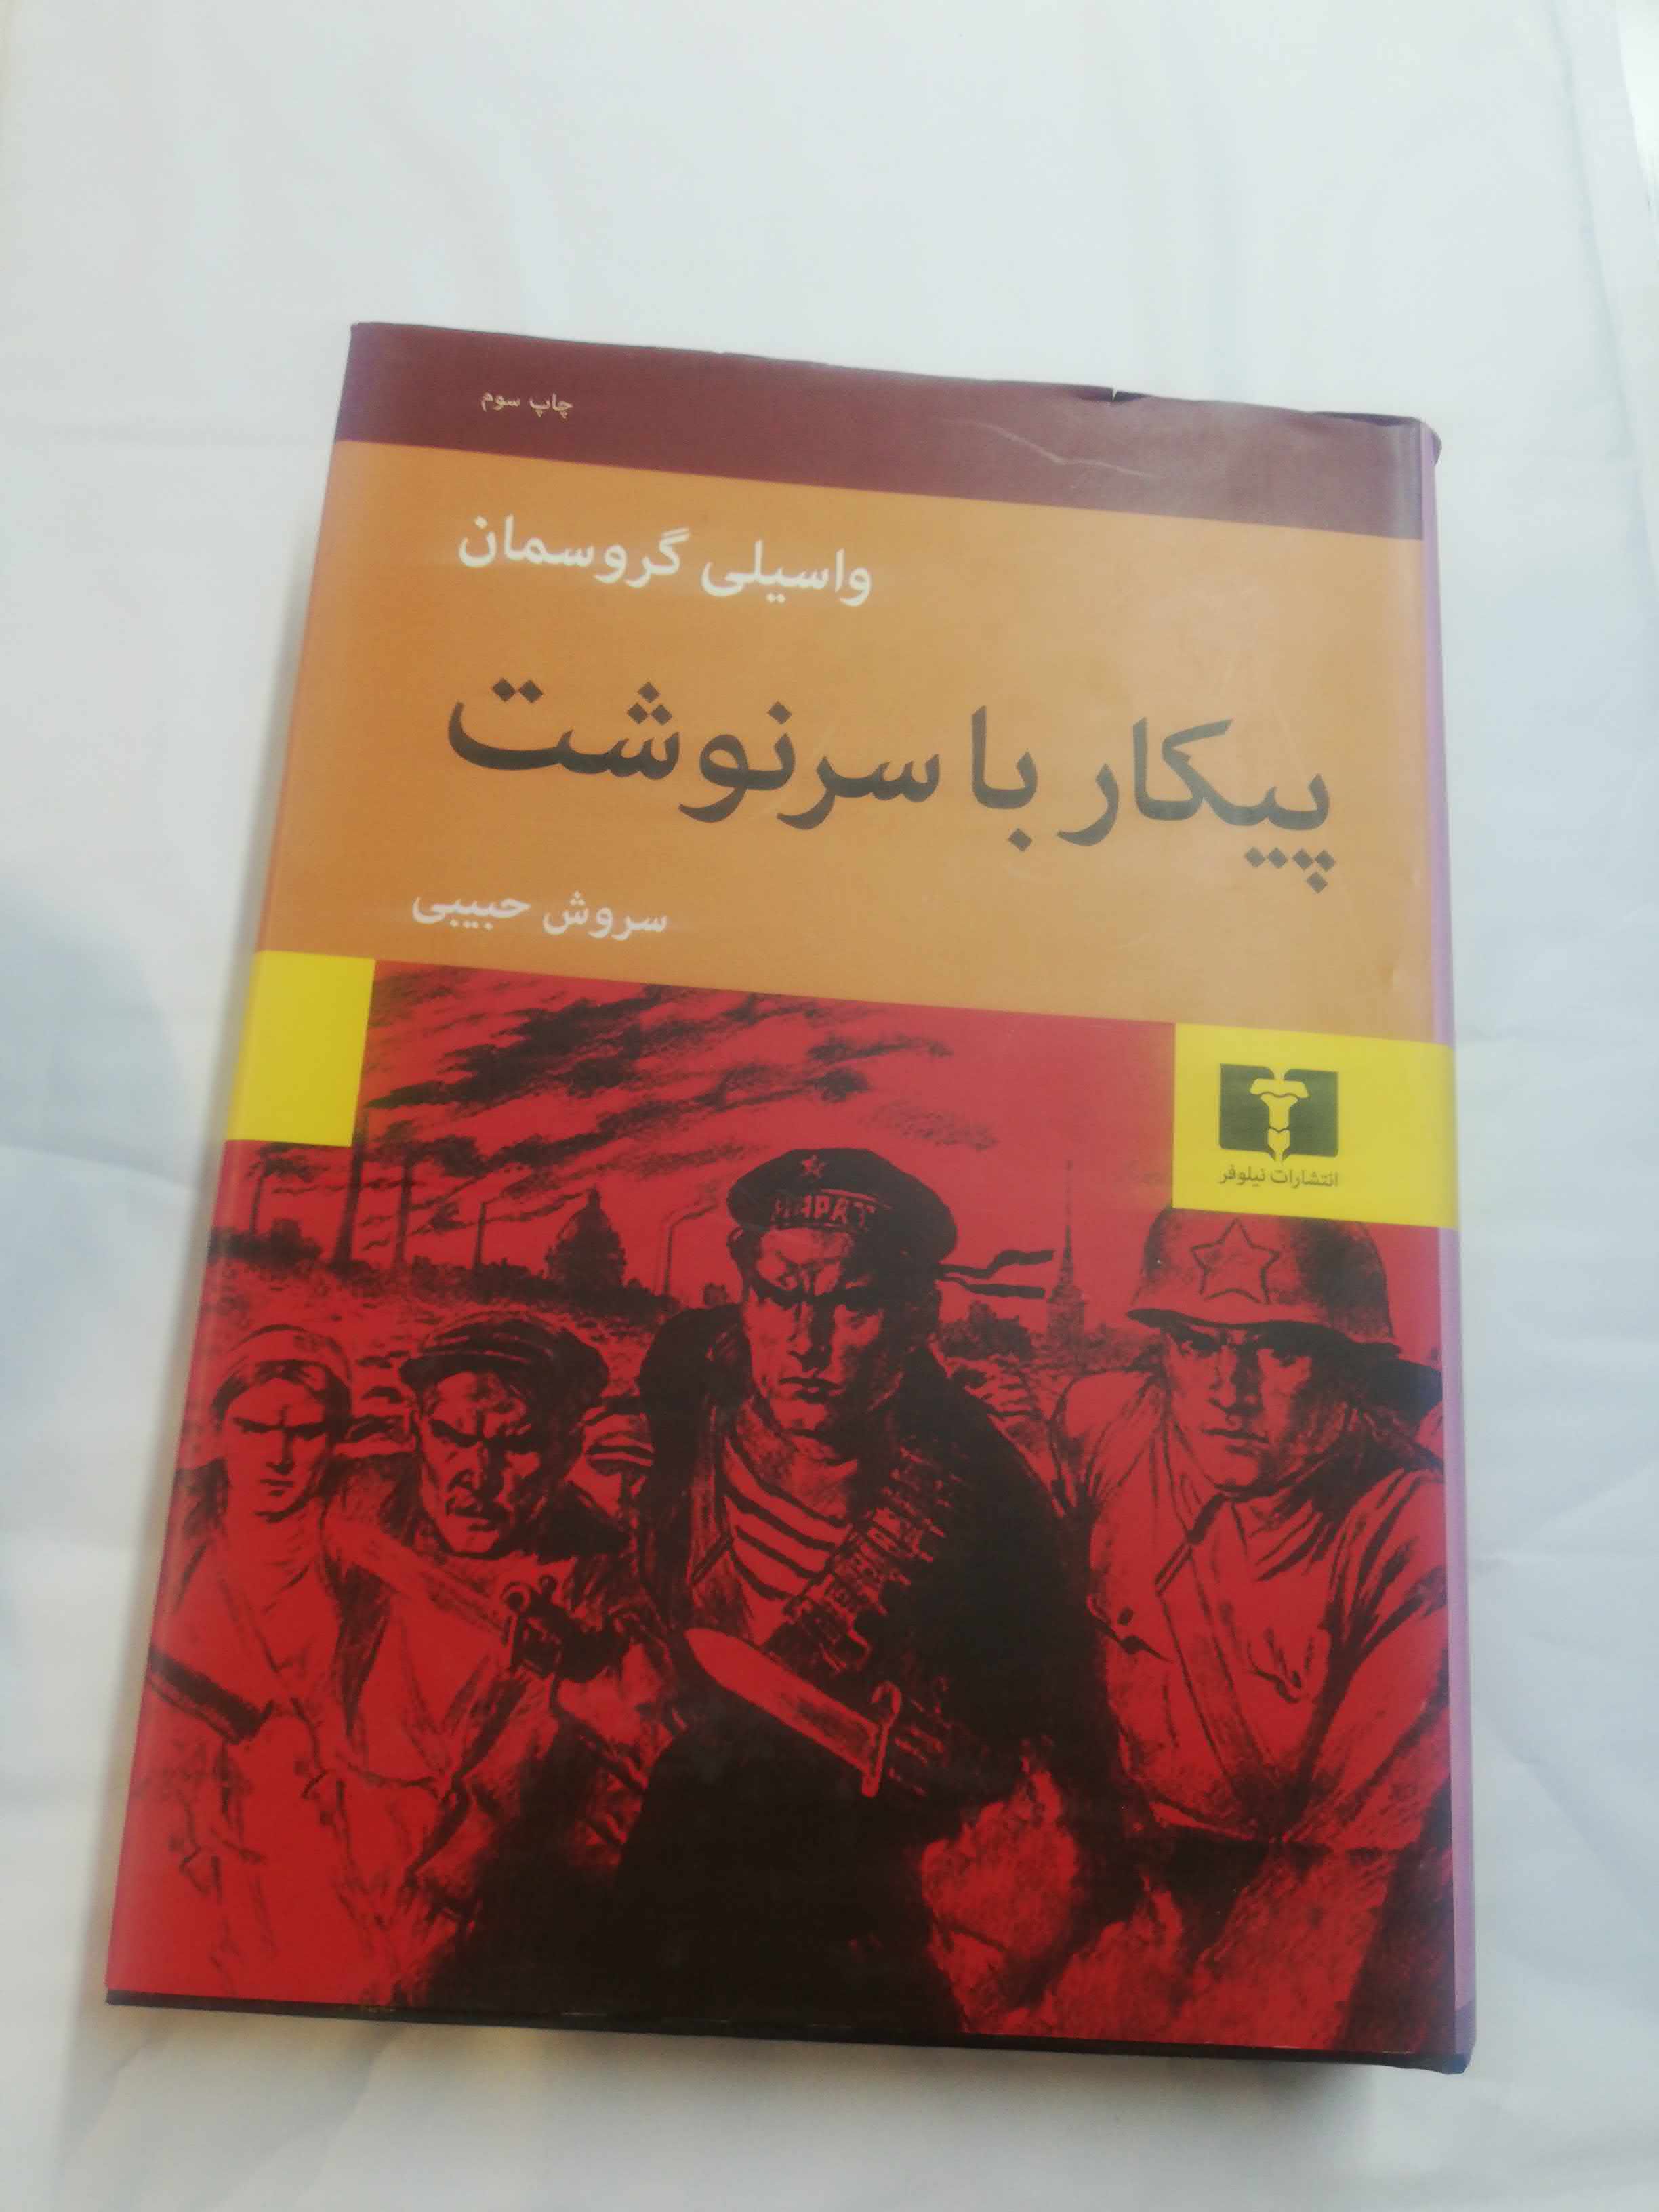 چاپ سوم
واسیلی گروسمان
پیکار با سرنوشت
سروش حبیبی
انتشارات نیلوفر